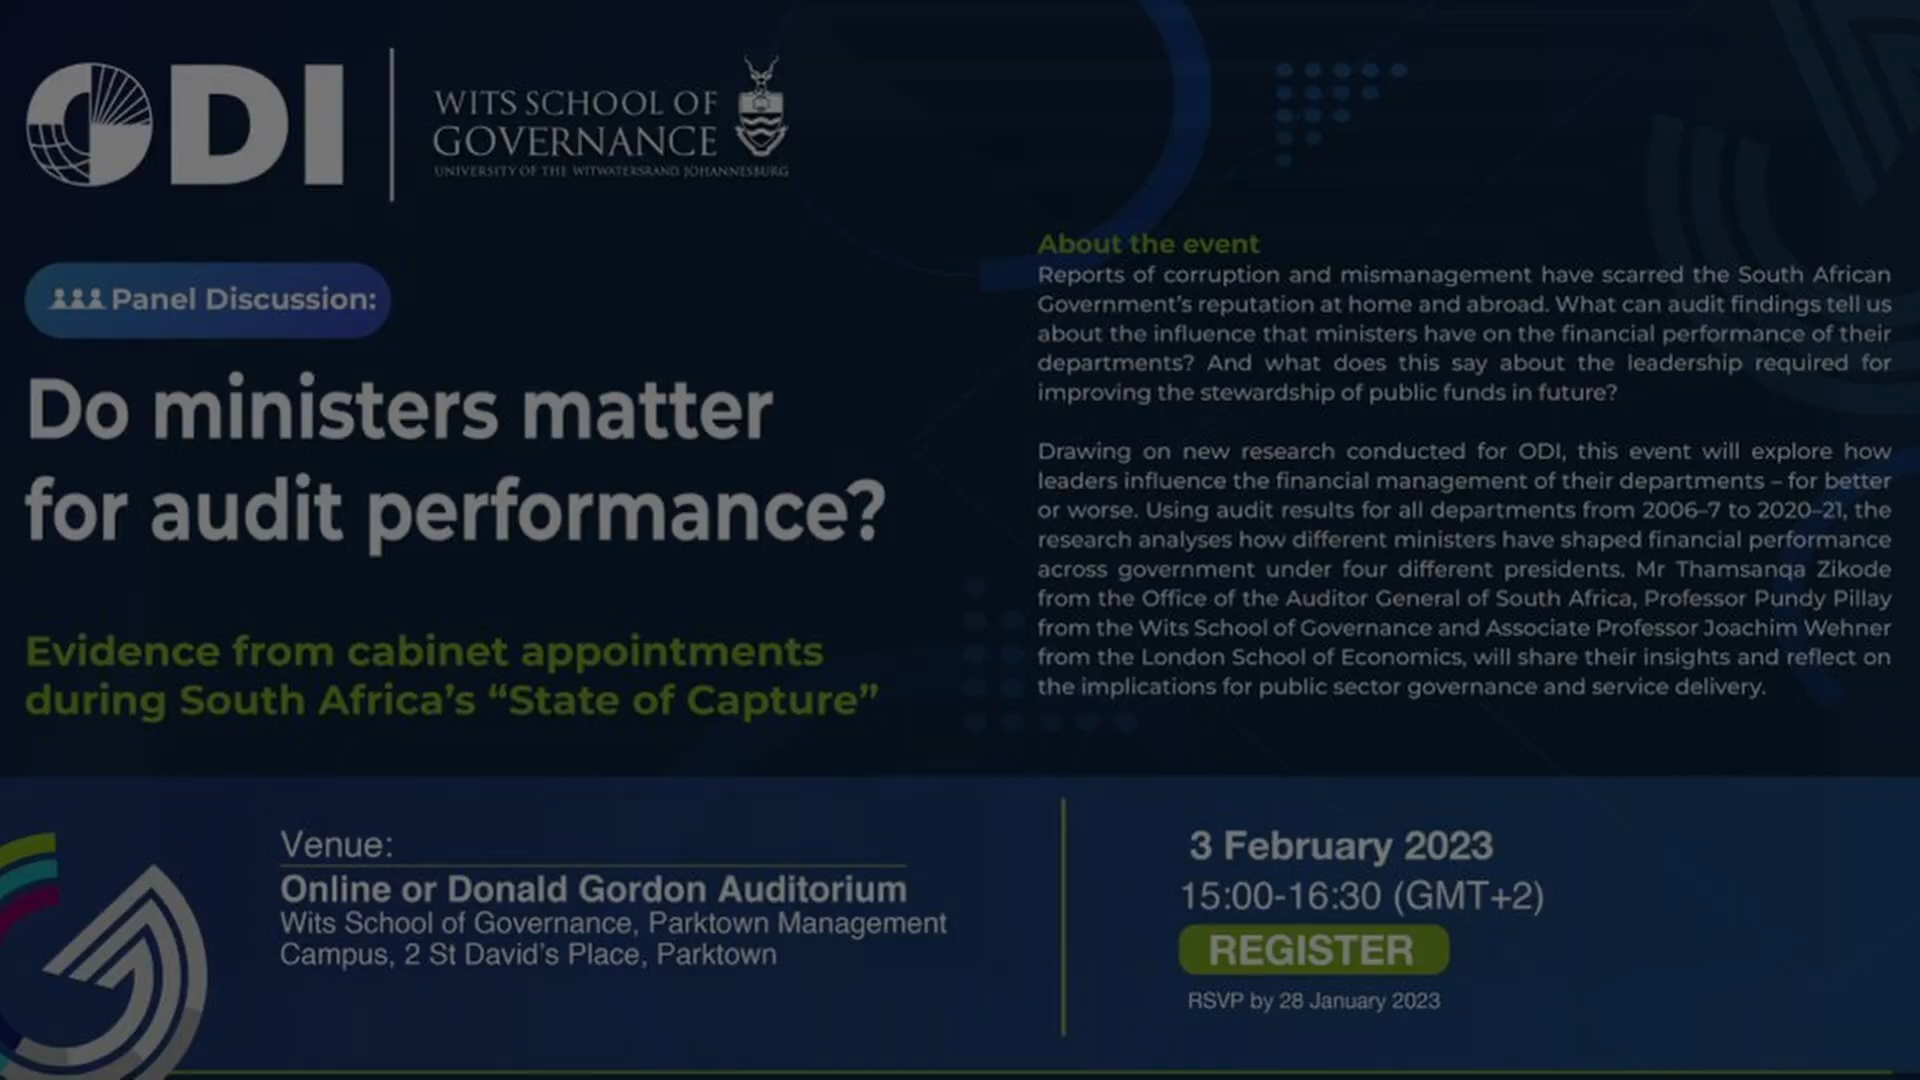 ODI
WITS SCHOOL OF
GOVERNANCE
UNIVERSITY OF THE WITWATERSRAND JOHANNESBURG
Panel Discussion:
Do ministers matter
for audit performance?
Evidence from cabinet appointments
during South Africa's “State of Capture”
About the event
Reports of corruption and mismanagement have scarred the South African
Government's reputation at home and abroad. What can audit findings tell us
about the influence that ministers have on the financial performance of their
departments? And what does this say about the leadership required for
improving the stewardship of public funds in future?
Drawing on new research conducted for ODI, this event will explore how
leaders influence the financial management of their departments – for better
or worse. Using audit results for all departments from 2006–7 to 2020–21, the
research analyses how different ministers have shaped financial performance
across government under four different presidents. Mr Thamsanqa Zikode
from the Office of the Auditor General of South Africa, Professor Pundy Pillay
from the Wits School of Governance and Associate Professor Joachim Wehner
from the London School of Economics, will share their insights and reflect on
the implications for public sector governance and service delivery.
Venue:
Online or Donald Gordon Auditorium
Wits School of Governance, Parktown Management
Campus, 2 St David's Place, Parktown
3 February 2023
15:00-16:30 (GMT+2)
REGISTER
RSVP by 28 January 2023